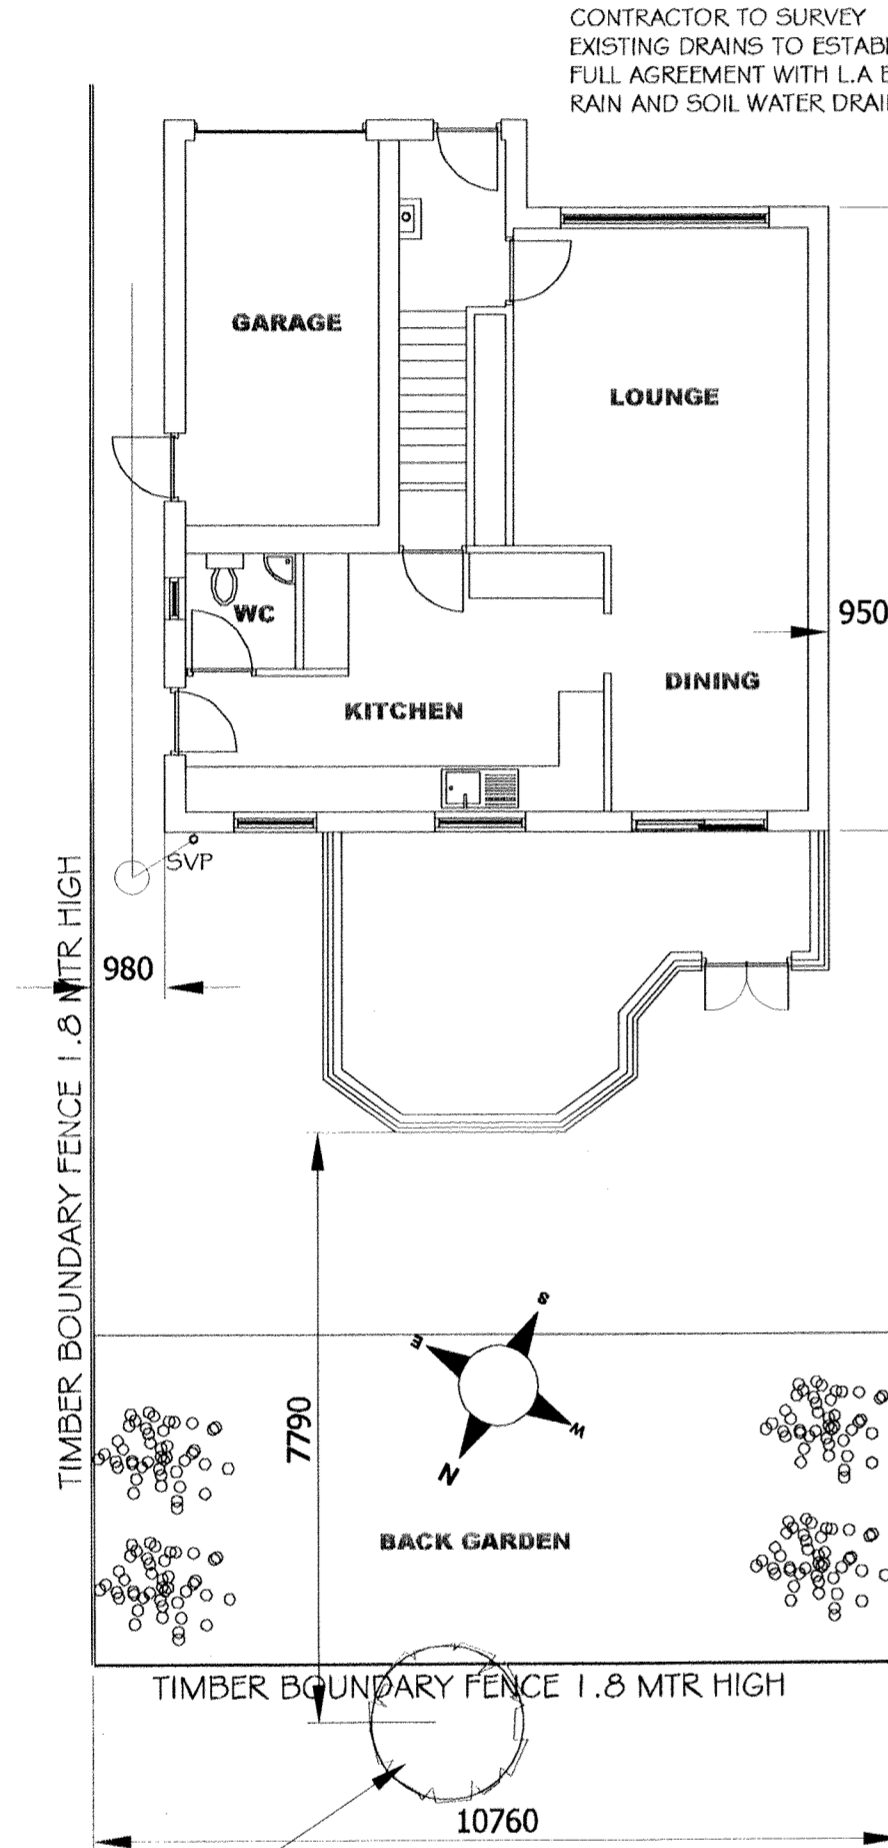 CONTRACTOR TO SURVEY
EXISTING DRAINS TO ESTABL
FULL AGREEMENT WITH L.A B
RAIN AND SOIL WATER DRAI
GARAGE
LOUNGE
WC
950
DINING
KITCHEN
SVP
980
TIMBER BOUNDARY FENCE 1.8 MTR HIGH
S
E
W
N
7790
BACK GARDEN
TIMBER BOUNDARY FENCE 1.8 MTR HIGH
10760